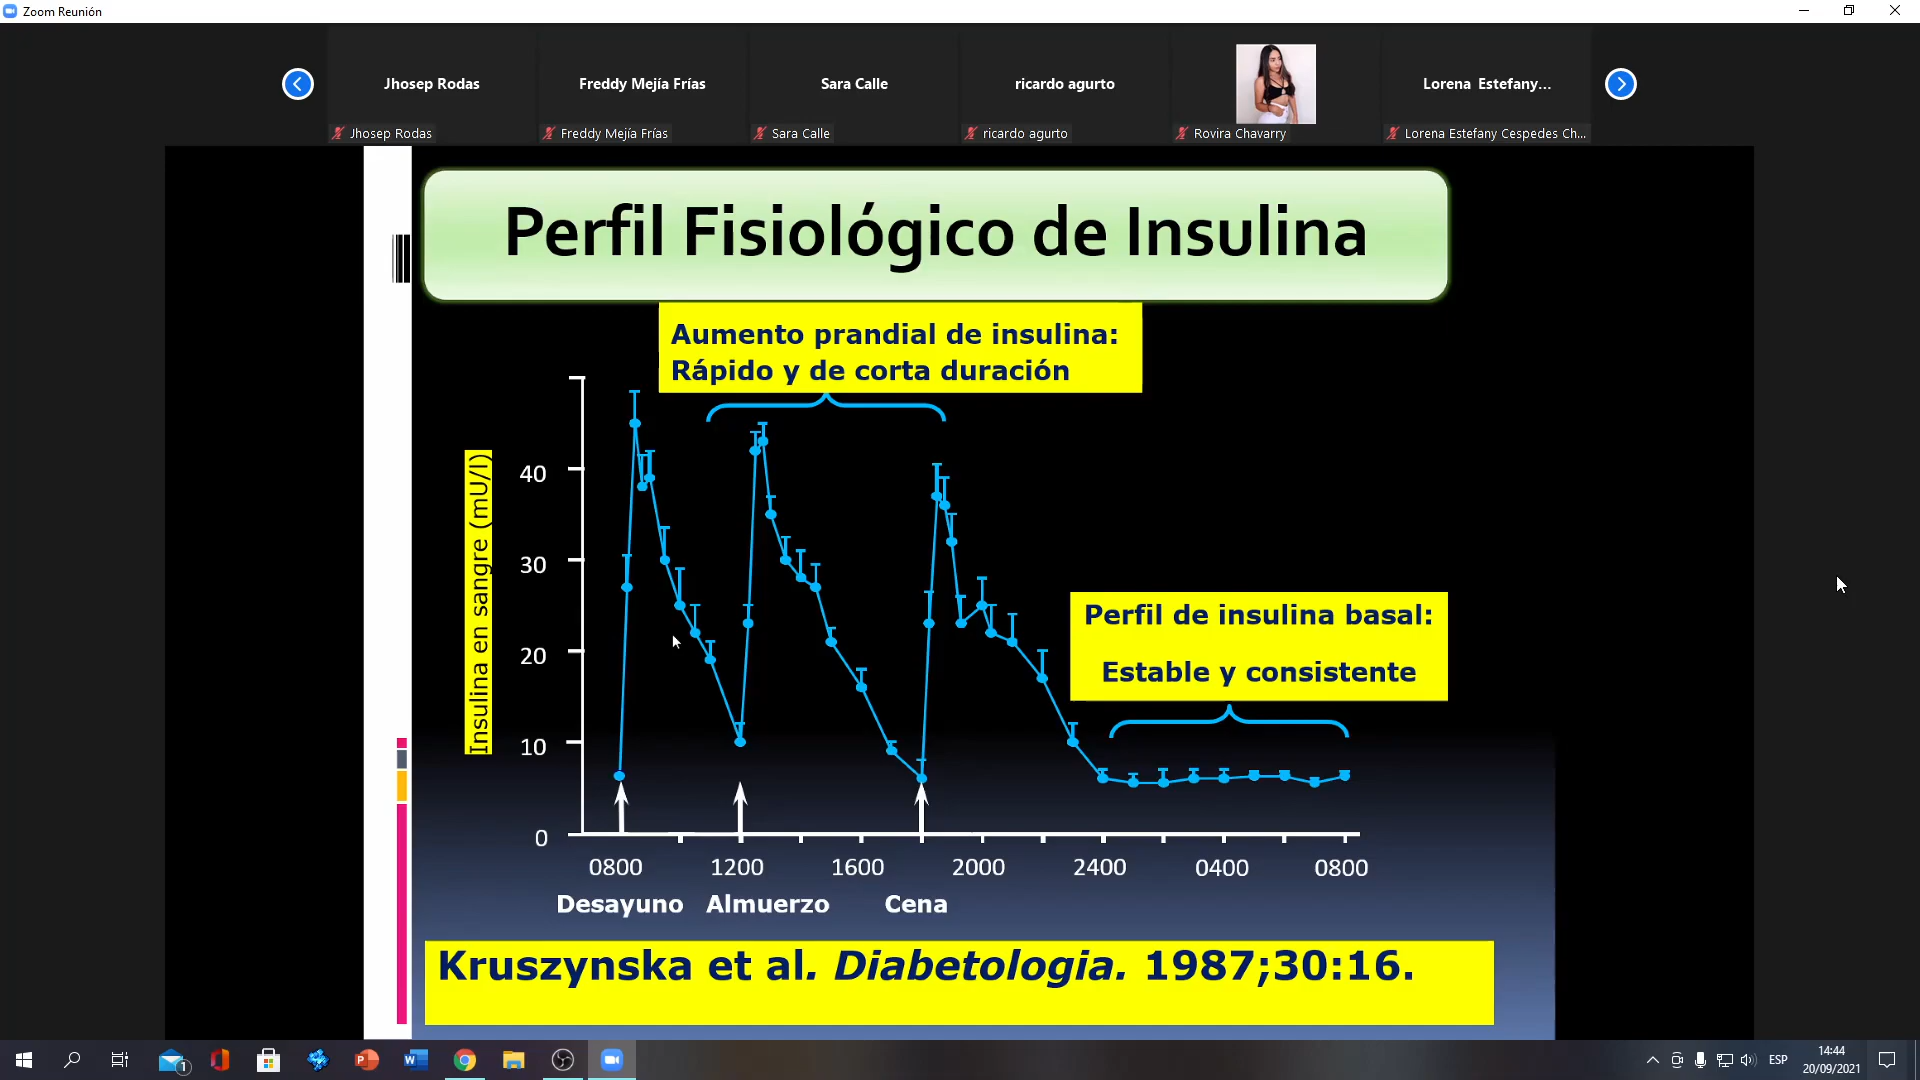 Zoom Reunión
Jhosep Rodas
Freddy Mejía Frías
Sara Calle
ricardo agurto
Lorena Estefany...
Jhosep Rodas
Freddy Mejía Frías
Sara Calle
ricardo agurto
Rovira Chavarry
Lorena Estefany Cespedes Ch...
Perfil Fisiológico de Insulina
Aumento prandial de insulina:
Rápido y de corta duración
Insulina en sangre (mU/l)
40
30
20
10
0
Perfil de insulina basal:
Estable y consistente
0800
1200
1600
2000
2400
0400
0800
Desayuno
Almuerzo
Cena
Kruszynska et al. Diabetologia. 1987;30:16.
1
ESP
14:44
20/09/2021